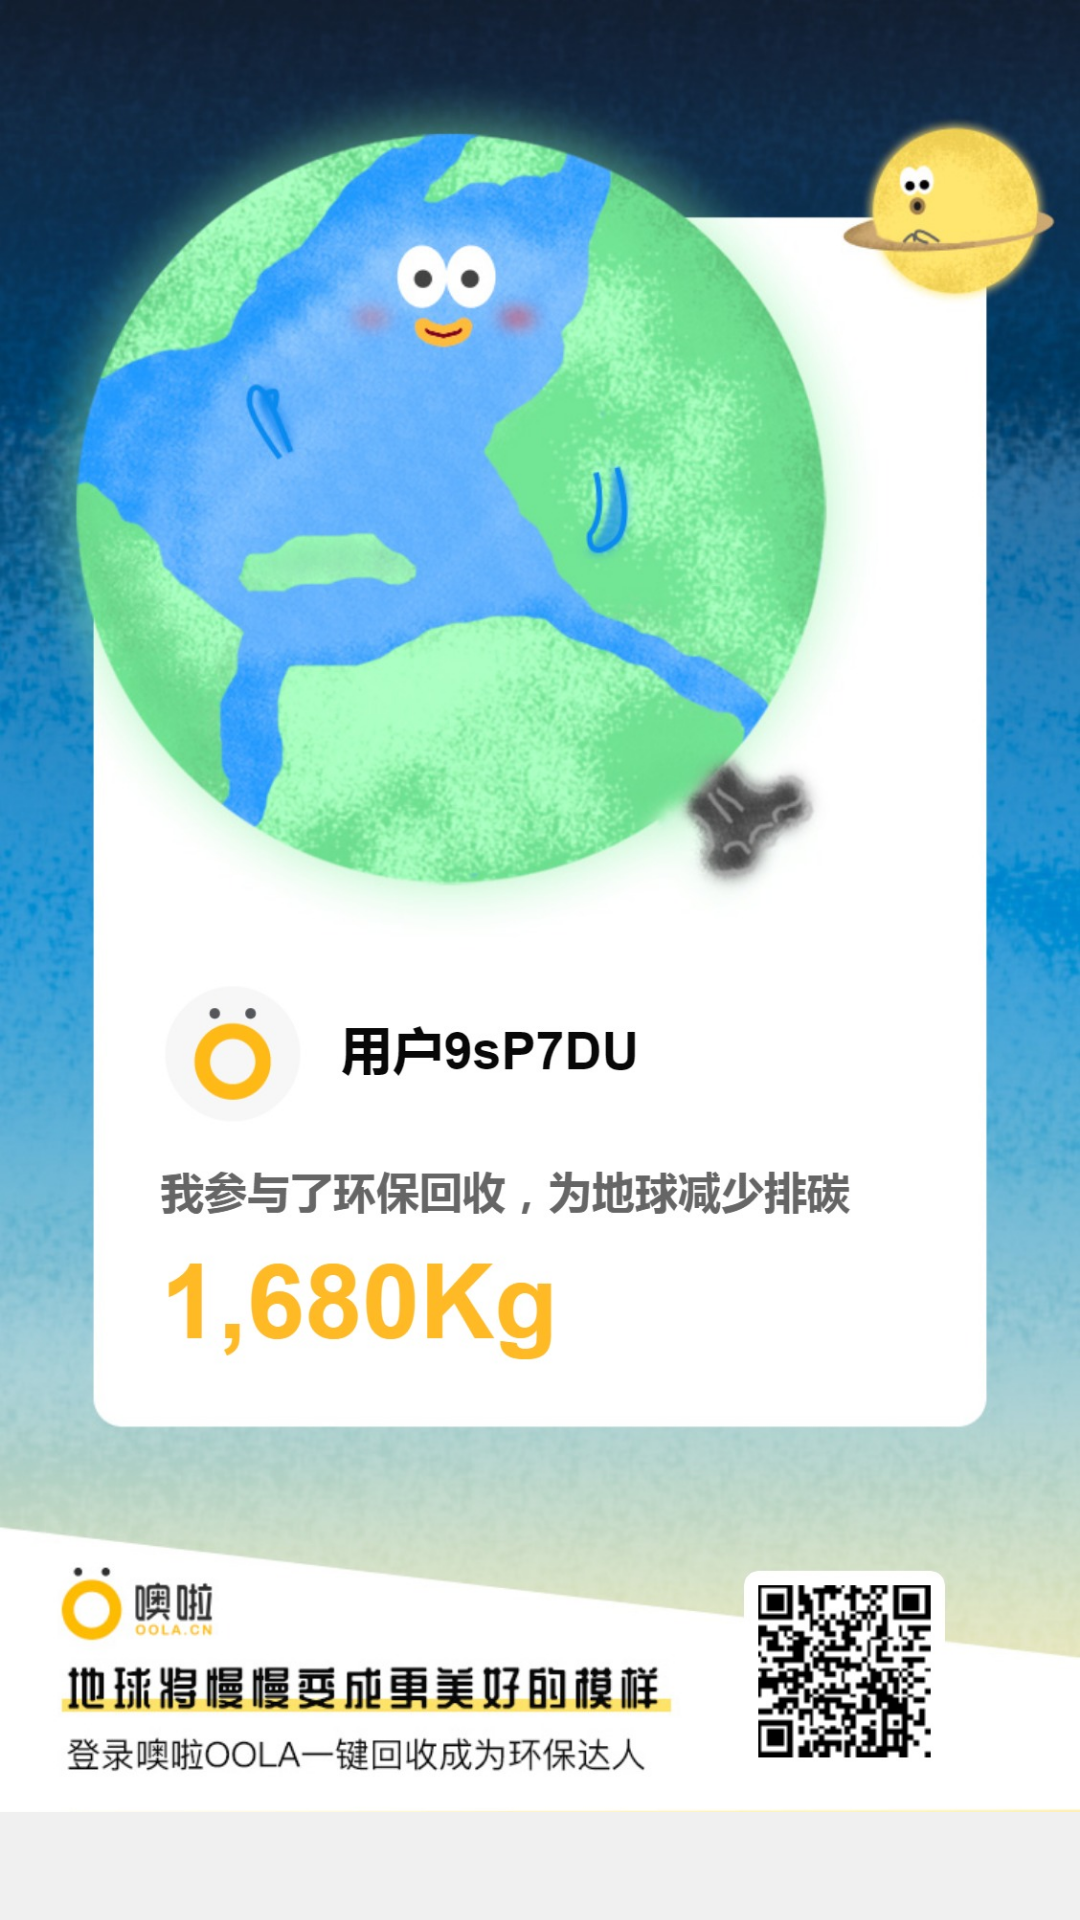 用户9sP7DU
我参与了环保回收，为地球减少排碳
1,680Kg
噢啦
OOLA.CN
地球将慢慢变成更美好的模样
登录噢啦OOLA一键回收成为环保达人